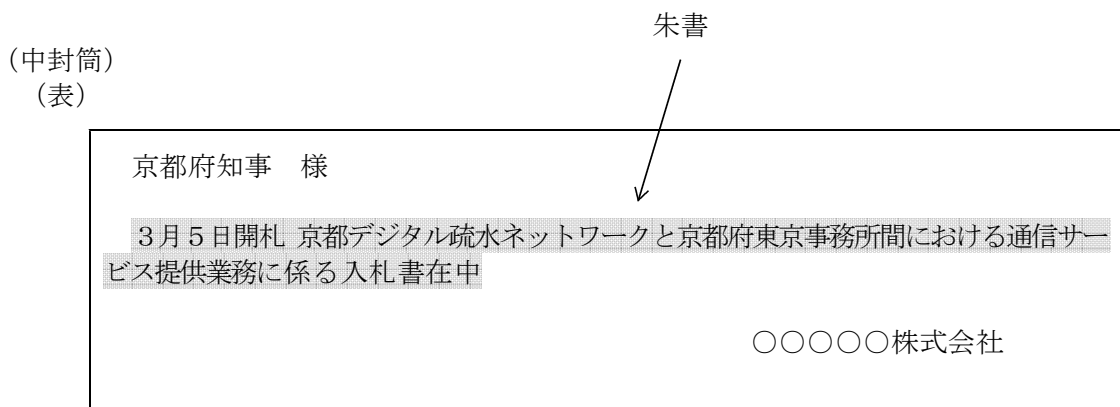 朱書
（中封筒）
（表）
京都府知事　様
３月５日開札 京都デジタル疏水ネットワークと京都府東京事務所間における通信サー
ビス提供業務に係る入札書在中
○○○○○株式会社